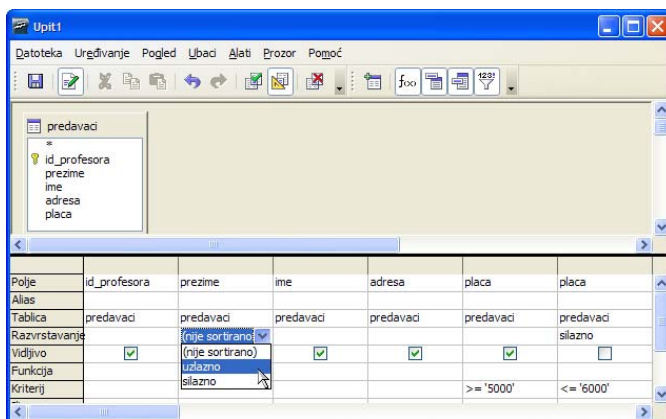 Upit1
Datoteka Uređivanje Pogled Ubaci Alati Prozor Pomoć
predavaci
*
id_profesora
prezime
ime
adresa
placa
Polje id_profesora prezime ime adresa placa placa
Alias
Tablica predavaci predavaci predavaci predavaci predavaci predavaci
Razvrstavanje (nije sortirano) silazno
Vidljivo (nije sortirano)
Funkcija uzlazno
Kriterij silazno >= '5000' <= '6000'